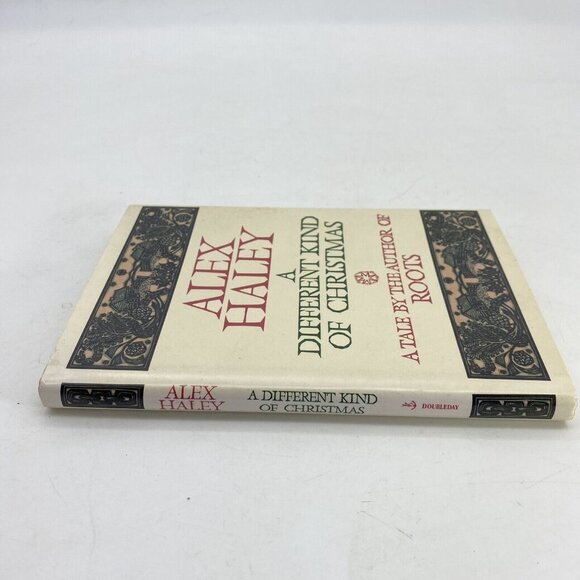 ALEX
HALEY
A
DIFFERENT KIND
OF CHRISTMAS
A TALE BY THE AUTHOR OF
ROOTS
ALEX
HALEY
A DIFFERENT KIND
OF CHRISTMAS
DOUBLEDAY